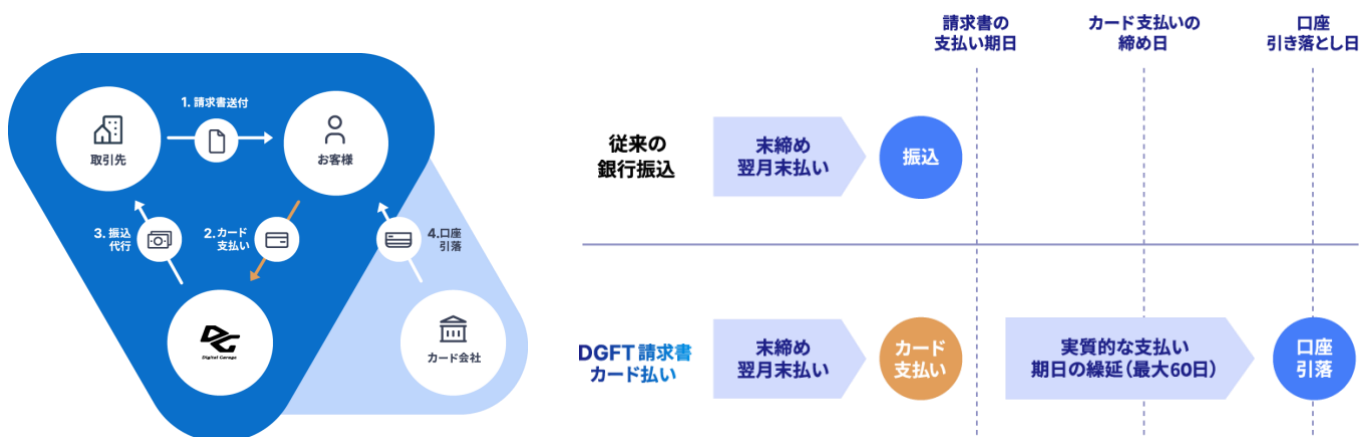 1. 請求書送付
取引先
お客様
3. 振込
代行
2. カード
支払い
4.口座
引落
DG
Digital Garage
カード会社
請求書の
支払い期日
カード支払いの
締め日
口座
引き落とし日
従来の
銀行振込
末締め
翌月末払い
振込
DGFT 請求書
カード払い
末締め
翌月末払い
カード
支払い
実質的な支払い
期日の繰延(最大60日)
口座
引落